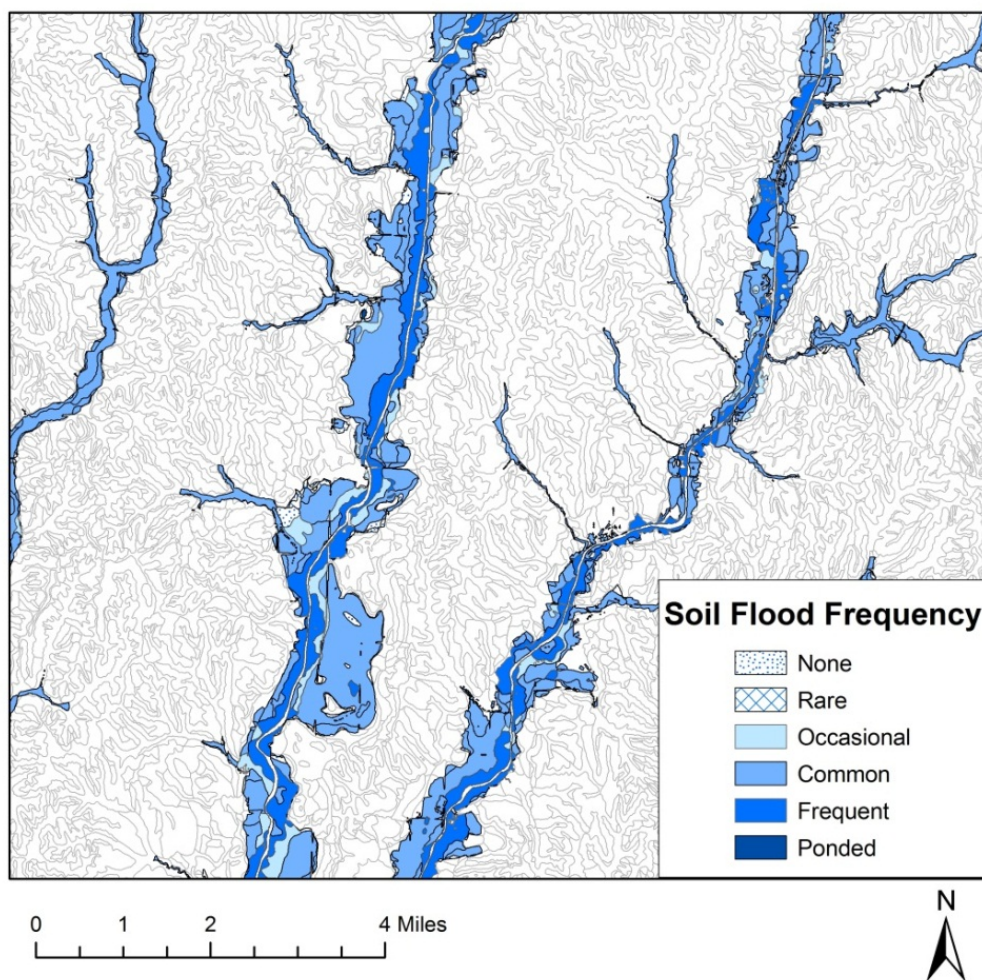 Soil Flood Frequency
None
Rare
Occasional
Common
Frequent
Ponded
0 1 2 4 Miles
N